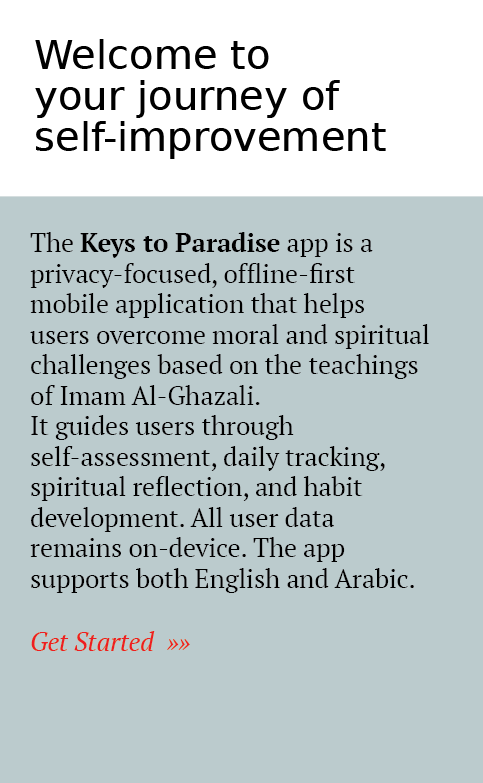 Welcome to
your journey of
self-improvement
The Keys to Paradise app is a
privacy-focused, offline-first
mobile application that helps
users overcome moral and spiritual
challenges based on the teachings
of Imam Al-Ghazali.
It guides users through
self-assessment, daily tracking,
spiritual reflection, and habit
development. All user data
remains on-device. The app
supports both English and Arabic.
Get Started »»